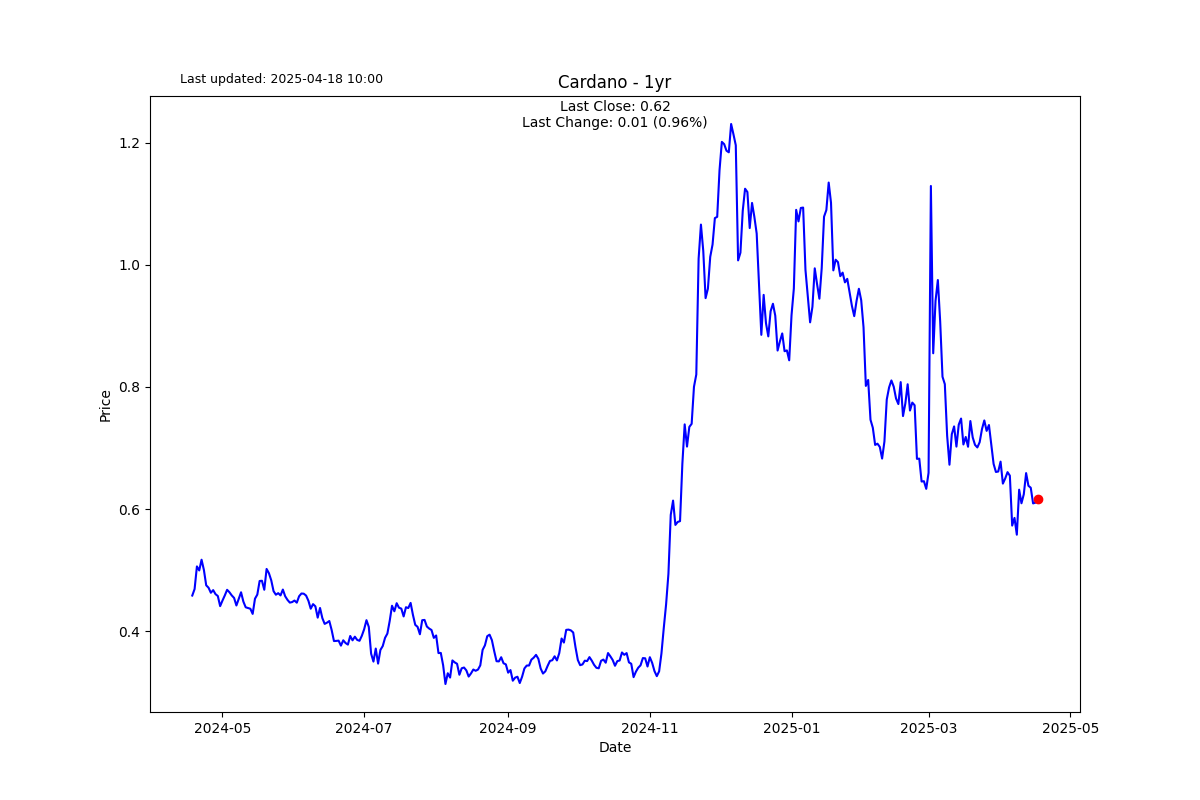 Last updated: 2025-04-18 10:00
Cardano - 1yr
Last Close: 0.62
Last Change: 0.01 (0.96%)
Price
1.2
1.0
0.8
0.6
0.4
2024-05 2024-07 2024-09 2024-11 2025-01 2025-03 2025-05
Date